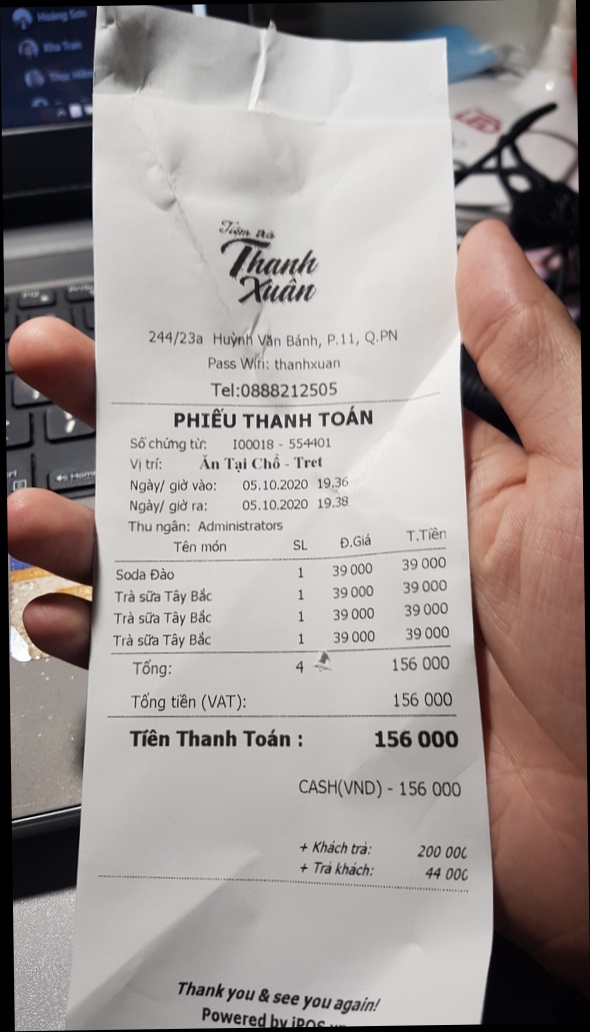 Hoàng Sơn
Kha Tran
Tiệm trà
Thanh
Xuân
244/23a Huỳnh Văn Bánh, P.11, Q.PN
Pass Wifi: thanhxuan
Tel:0888212505
PHIẾU THANH TOÁN
Số chứng từ: I00018 - 554401
Vị trí: Ăn Tại Chỗ - Tret
Ngày/ giờ vào: 05.10.2020 19.36
Ngày/ giờ ra: 05.10.2020 19.38
Thu ngân: Administrators
Tên món SL Đ.Giá T.Tiền
Soda Đào 1 39 000 39 000
Trà sữa Tây Bắc 1 39 000 39 000
Trà sữa Tây Bắc 1 39 000 39 000
Trà sữa Tây Bắc 1 39 000 39 000
Tổng: 4 156 000
Tổng tiền (VAT): 156 000
Tiền Thanh Toán : 156 000
CASH(VND) - 156 000
+ Khách trả: 200 000
+ Trả khách: 44 000
Thank you & see you again!
Powered by iPOS